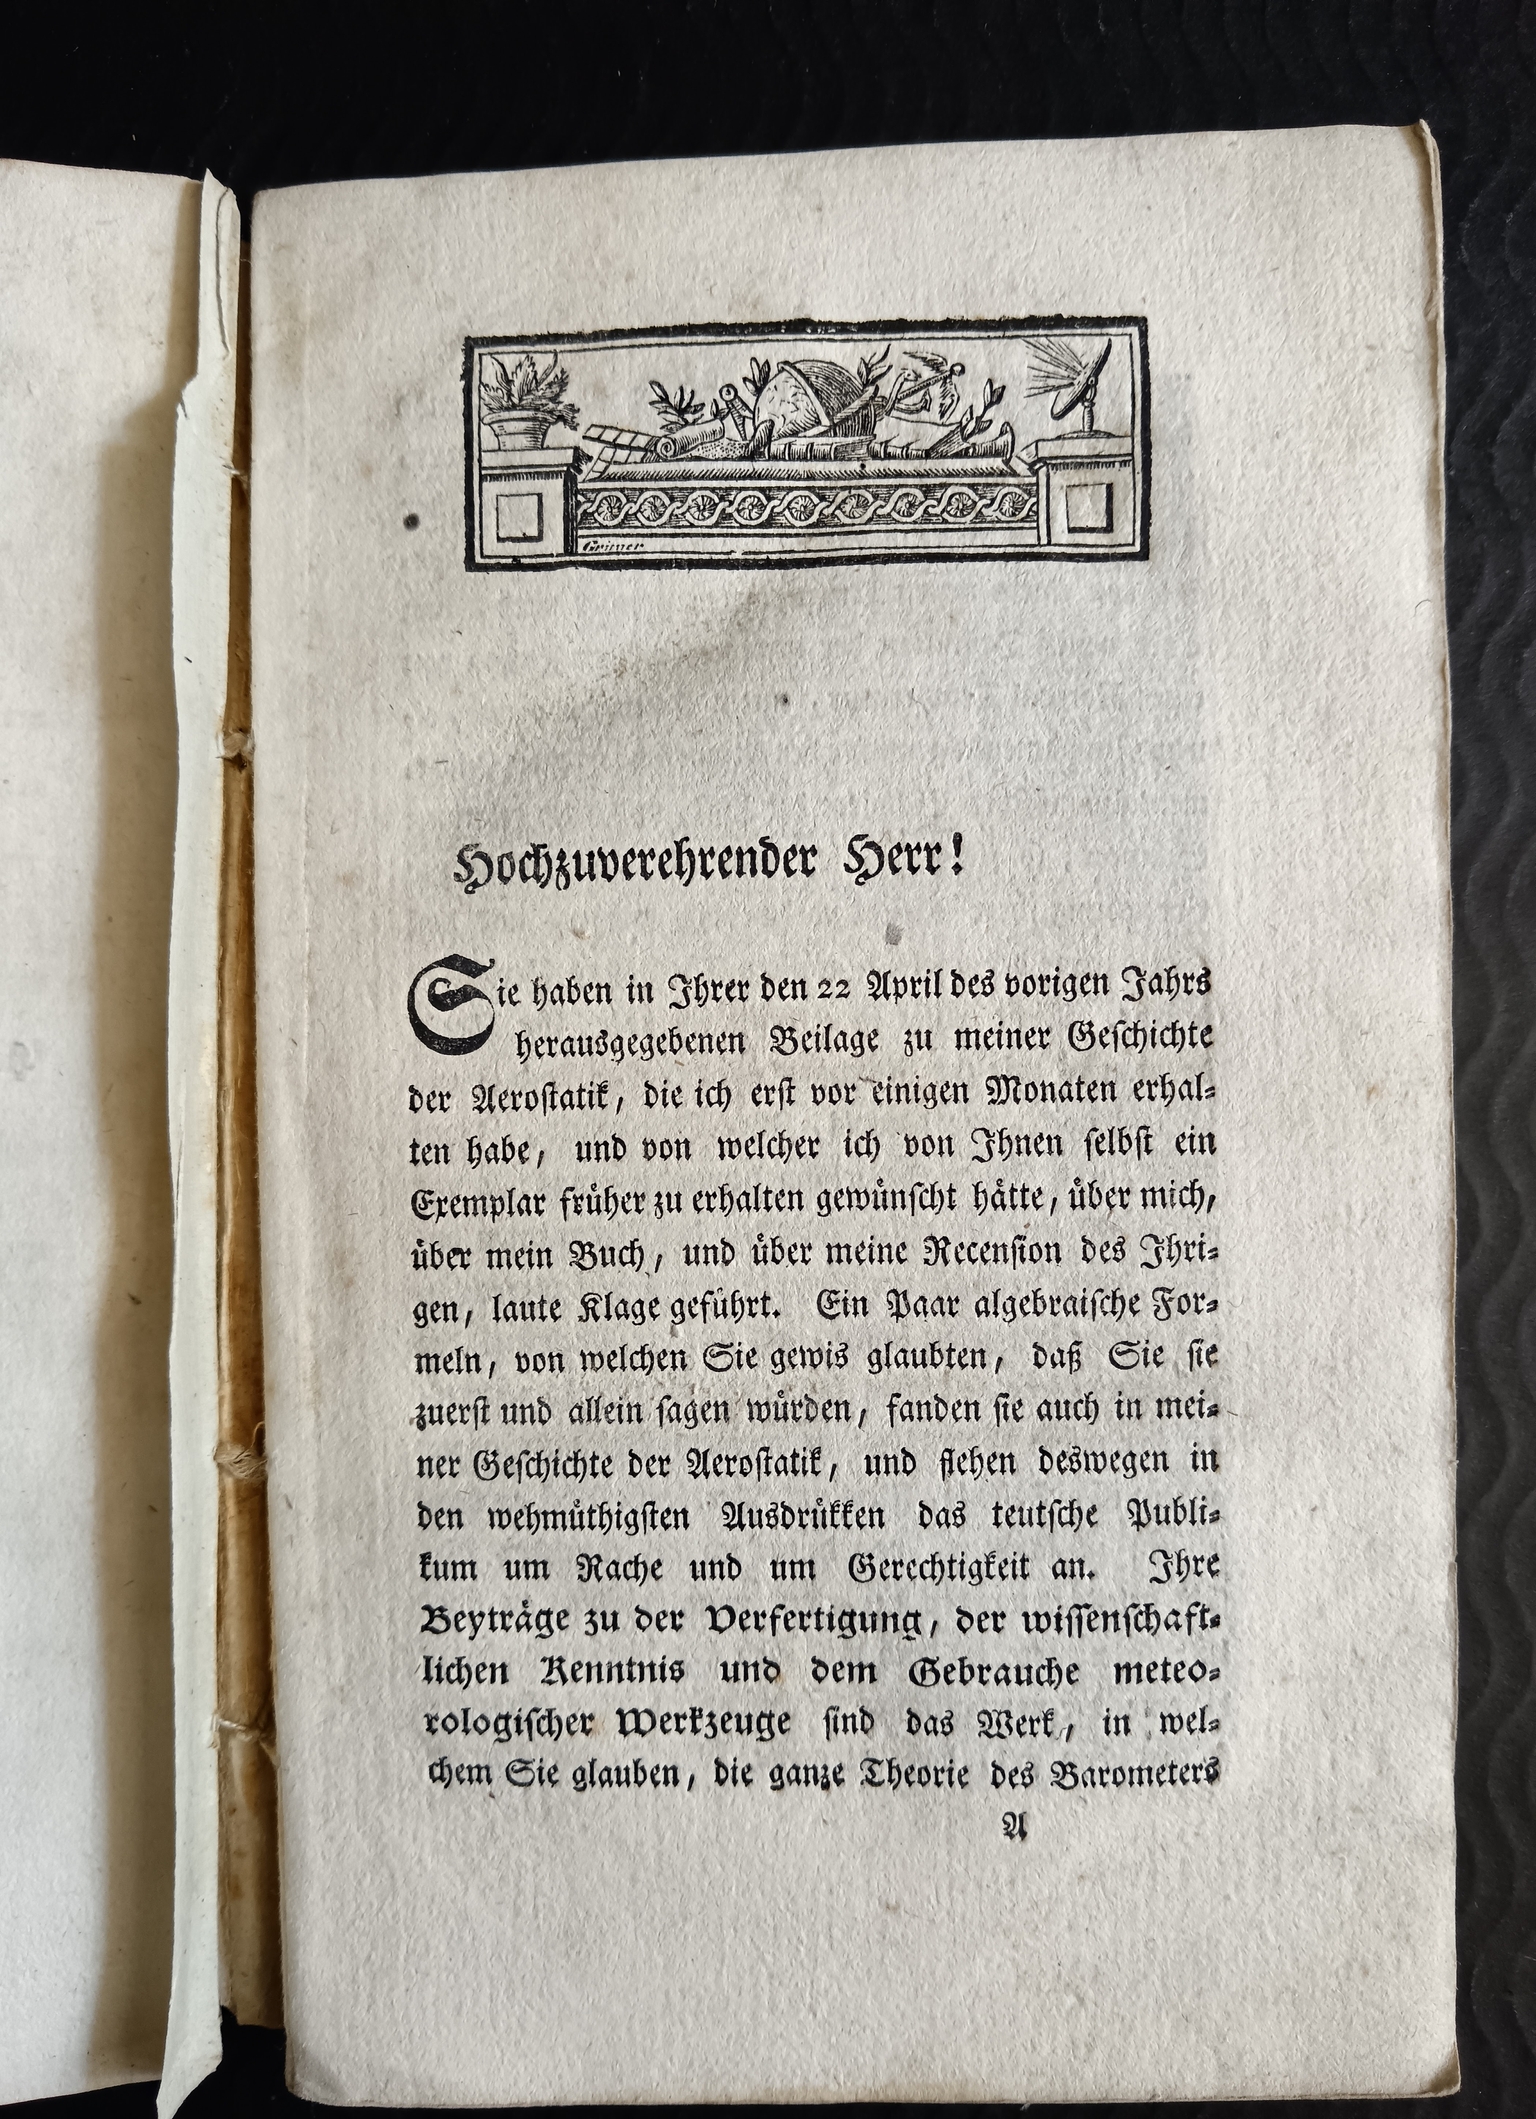 Hochzuverehrender Herr!
Sie haben in Ihrer den 22 April des vorigen Jahrs
herausgegebenen Beilage zu meiner Geſchichte
der Aeroſtatik, die ich erſt vor einigen Monaten erhal⸗
ten habe, und von welcher ich von Ihnen ſelbſt ein
Exemplar früher zu erhalten gewünſcht hätte, über mich,
über mein Buch, und über meine Recenſion des Ihri⸗
gen, laute Klage geführt. Ein Paar algebraiſche For⸗
meln, von welchen Sie gewis glaubten, daß Sie ſie
zuerſt und allein ſagen würden, fanden ſie auch in mei⸗
ner Geſchichte der Aeroſtatik, und flehen deswegen in
den wehmüthigſten Ausdrükken das teutſche Publi⸗
kum um Rache und um Gerechtigkeit an. Ihre
Beyträge zu der Verfertigung, der wiſſenſchaft⸗
lichen Kenntnis und dem Gebrauche meteo⸗
rologiſcher Werkzeuge ſind das Werk, in wel⸗
chem Sie glauben, die ganze Theorie des Barometers
A